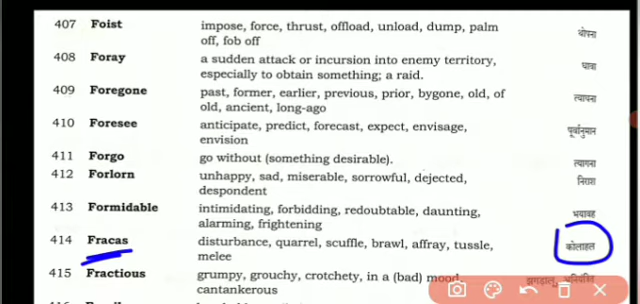 407 Foist impose, force, thrust, offload, unload, dump, palm
off, fob off थोपना
408 Foray a sudden attack or incursion into enemy territory,
especially to obtain something; a raid. धावा
409 Foregone past, former, earlier, previous, prior, bygone, old, of
old, ancient, long-ago त्यापना
410 Foresee anticipate, predict, forecast, expect, envisage,
envision पूर्वानुमान
411 Forgo go without (something desirable). त्यागना
412 Forlorn unhappy, sad, miserable, sorrowful, dejected,
despondent निराश
413 Formidable intimidating, forbidding, redoubtable, daunting,
alarming, frightening भयावह
414 Fracas disturbance, quarrel, scuffle, brawl, affray, tussle,
melee कोलाहल
415 Fractious grumpy, grouchy, crotchety, in a (bad) mood,
cantankerous झगड़ालू